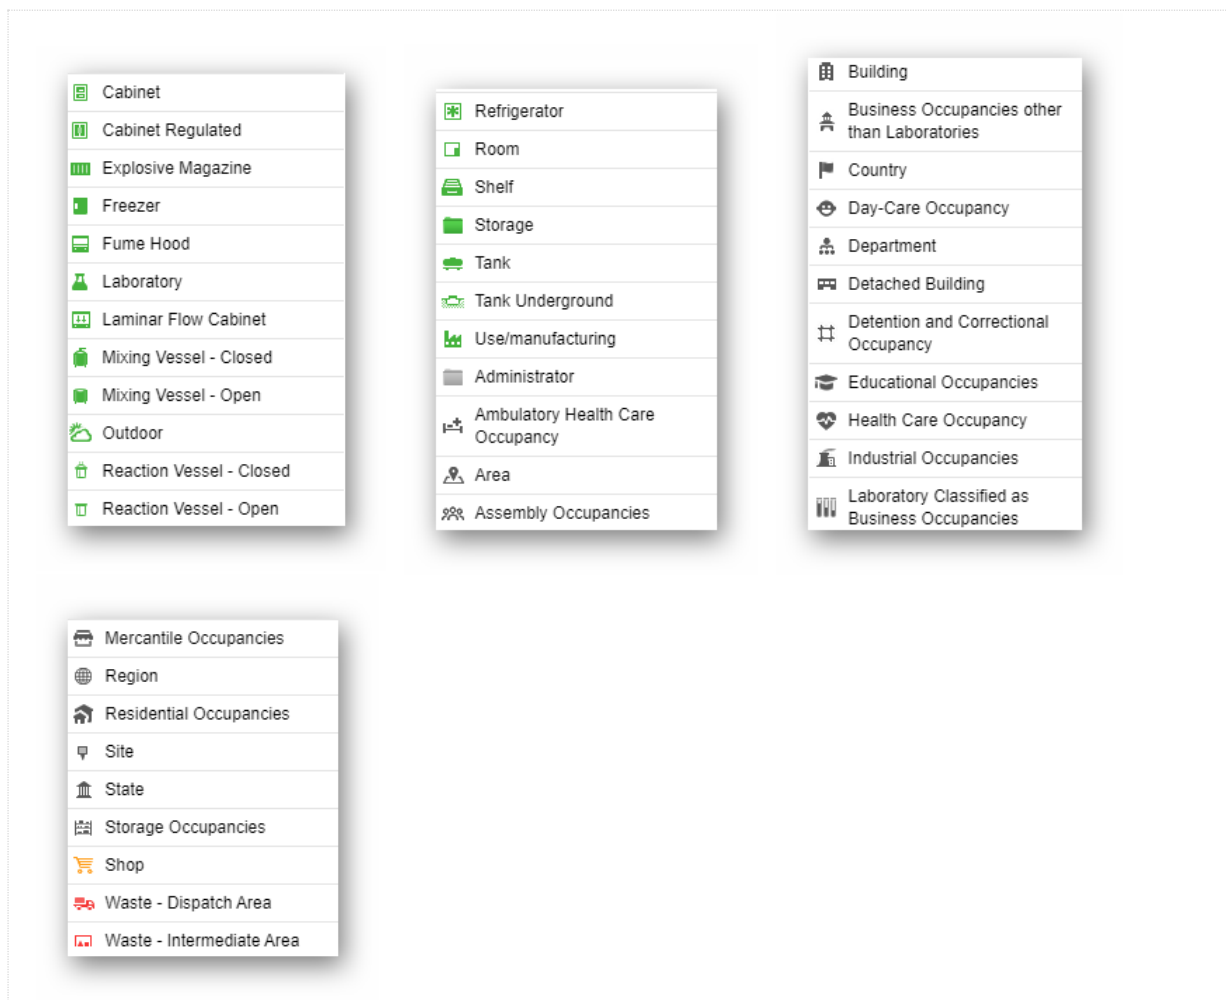 Cabinet
Cabinet Regulated
Explosive Magazine
Freezer
Fume Hood
Laboratory
Laminar Flow Cabinet
Mixing Vessel - Closed
Mixing Vessel - Open
Outdoor
Reaction Vessel - Closed
Reaction Vessel - Open
Refrigerator
Room
Shelf
Storage
Tank
Tank Underground
Use/manufacturing
Administrator
Ambulatory Health Care
Occupancy
Area
Assembly Occupancies
Building
Business Occupancies other
than Laboratories
Country
Day-Care Occupancy
Department
Detached Building
Detention and Correctional
Occupancy
Educational Occupancies
Health Care Occupancy
Industrial Occupancies
Laboratory Classified as
Business Occupancies
Mercantile Occupancies
Region
Residential Occupancies
Site
State
Storage Occupancies
Shop
Waste - Dispatch Area
Waste - Intermediate Area